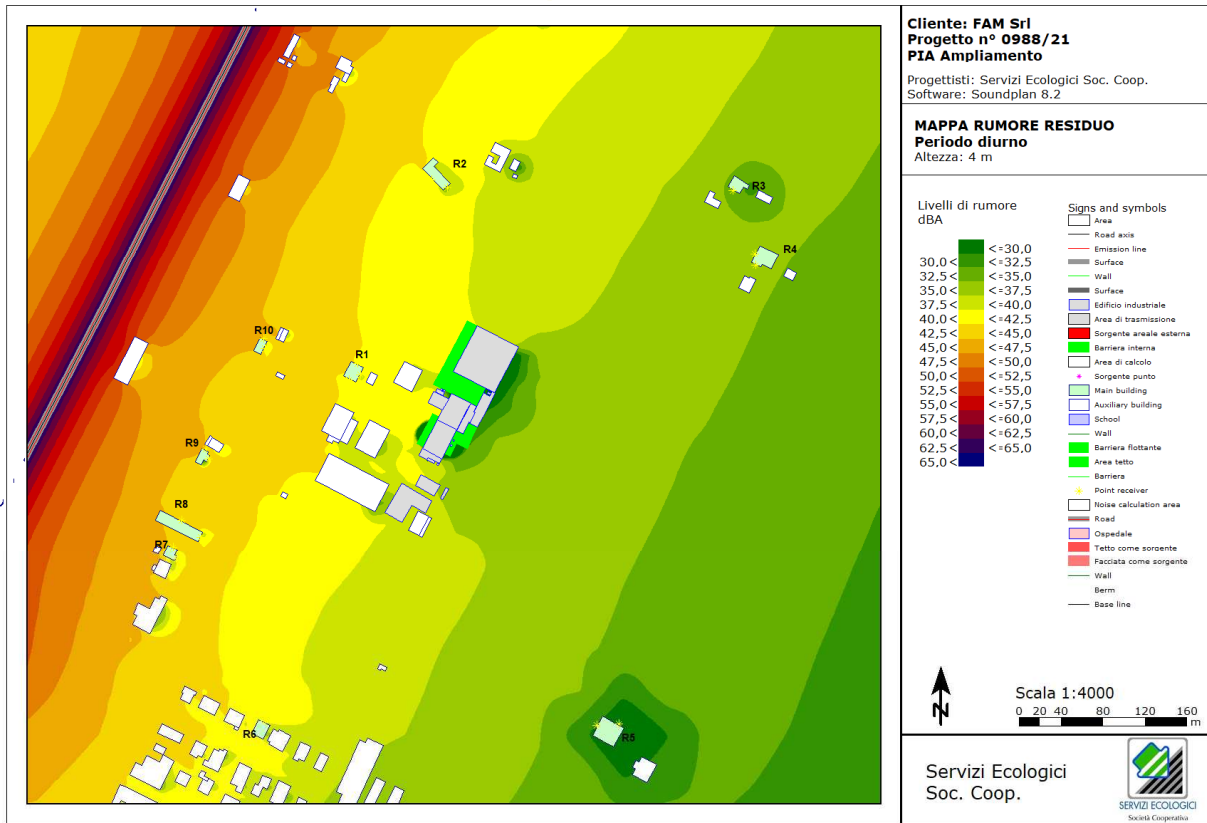 Cliente: FAM Srl
Progetto n° 0988/21
PIA Ampliamento
Progettisti: Servizi Ecologici Soc. Coop.
Software: Soundplan 8.2
MAPPA RUMORE RESIDUO
Periodo diurno
Altezza: 4 m
Livelli di rumore
dBA
<=30,0
30,0< <=32,5
32,5< <=35,0
35,0< <=37,5
37,5< <=40,0
40,0< <=42,5
42,5< <=45,0
45,0< <=47,5
47,5< <=50,0
50,0< <=52,5
52,5< <=55,0
55,0< <=57,5
57,5< <=60,0
60,0< <=62,5
62,5< <=65,0
65,0<
Signs and symbols
Area
Road axis
Emission line
Surface
Wall
Surface
Edificio industriale
Area di trasmissione
Sorgente areale esterna
Barriera interna
Area di calcolo
Sorgente punto
Main building
Auxiliary building
School
Wall
Barriera flottante
Area tetto
Barriera
Point receiver
Noise calculation area
Road
Ospedale
Tetto come sorgente
Facciata come sorgente
Wall
Berm
Base line
R2
R3
R4
R10
R1
R9
R8
R7
R6
R5
N
Scala 1:4000
0 20 40 80 120 160
m
Servizi Ecologici
Soc. Coop.
SERVIZI ECOLOGICI
Società Cooperativa